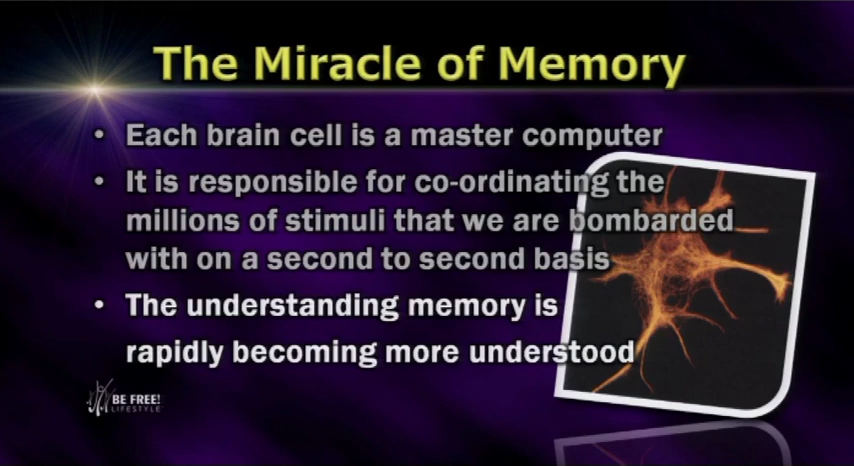 The Miracle of Memory
• Each brain cell is a master computer
• It is responsible for co-ordinating the
millions of stimuli that we are bombarded
with on a second to second basis
• The understanding memory is
rapidly becoming more understood
BE FREE!
LIFESTYLE